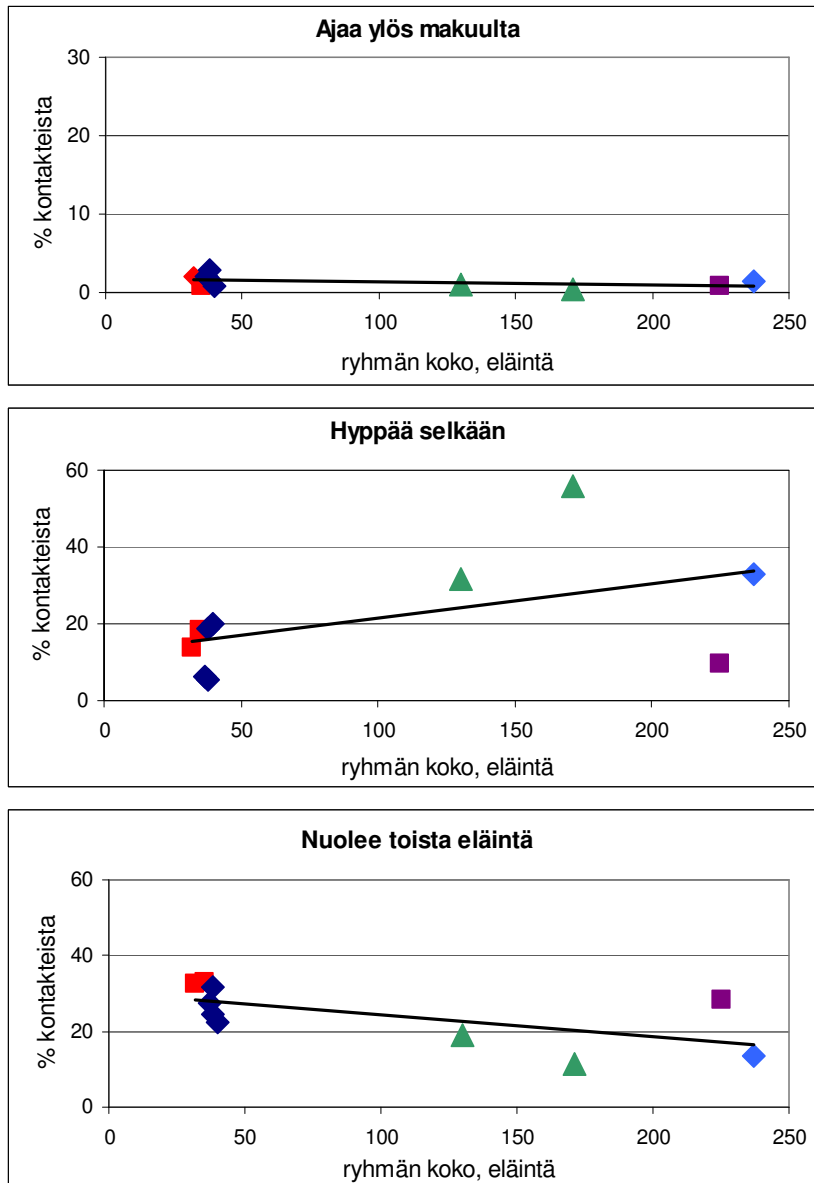 Ajaa ylös makuulta
30
20
10
0
% kontakteista
0 50 100 150 200 250
ryhmän koko, eläintä
Hyppää selkään
60
40
20
0
% kontakteista
0 50 100 150 200 250
ryhmän koko, eläintä
Nuolee toista eläintä
60
40
20
0
% kontakteista
0 50 100 150 200 250
ryhmän koko, eläintä